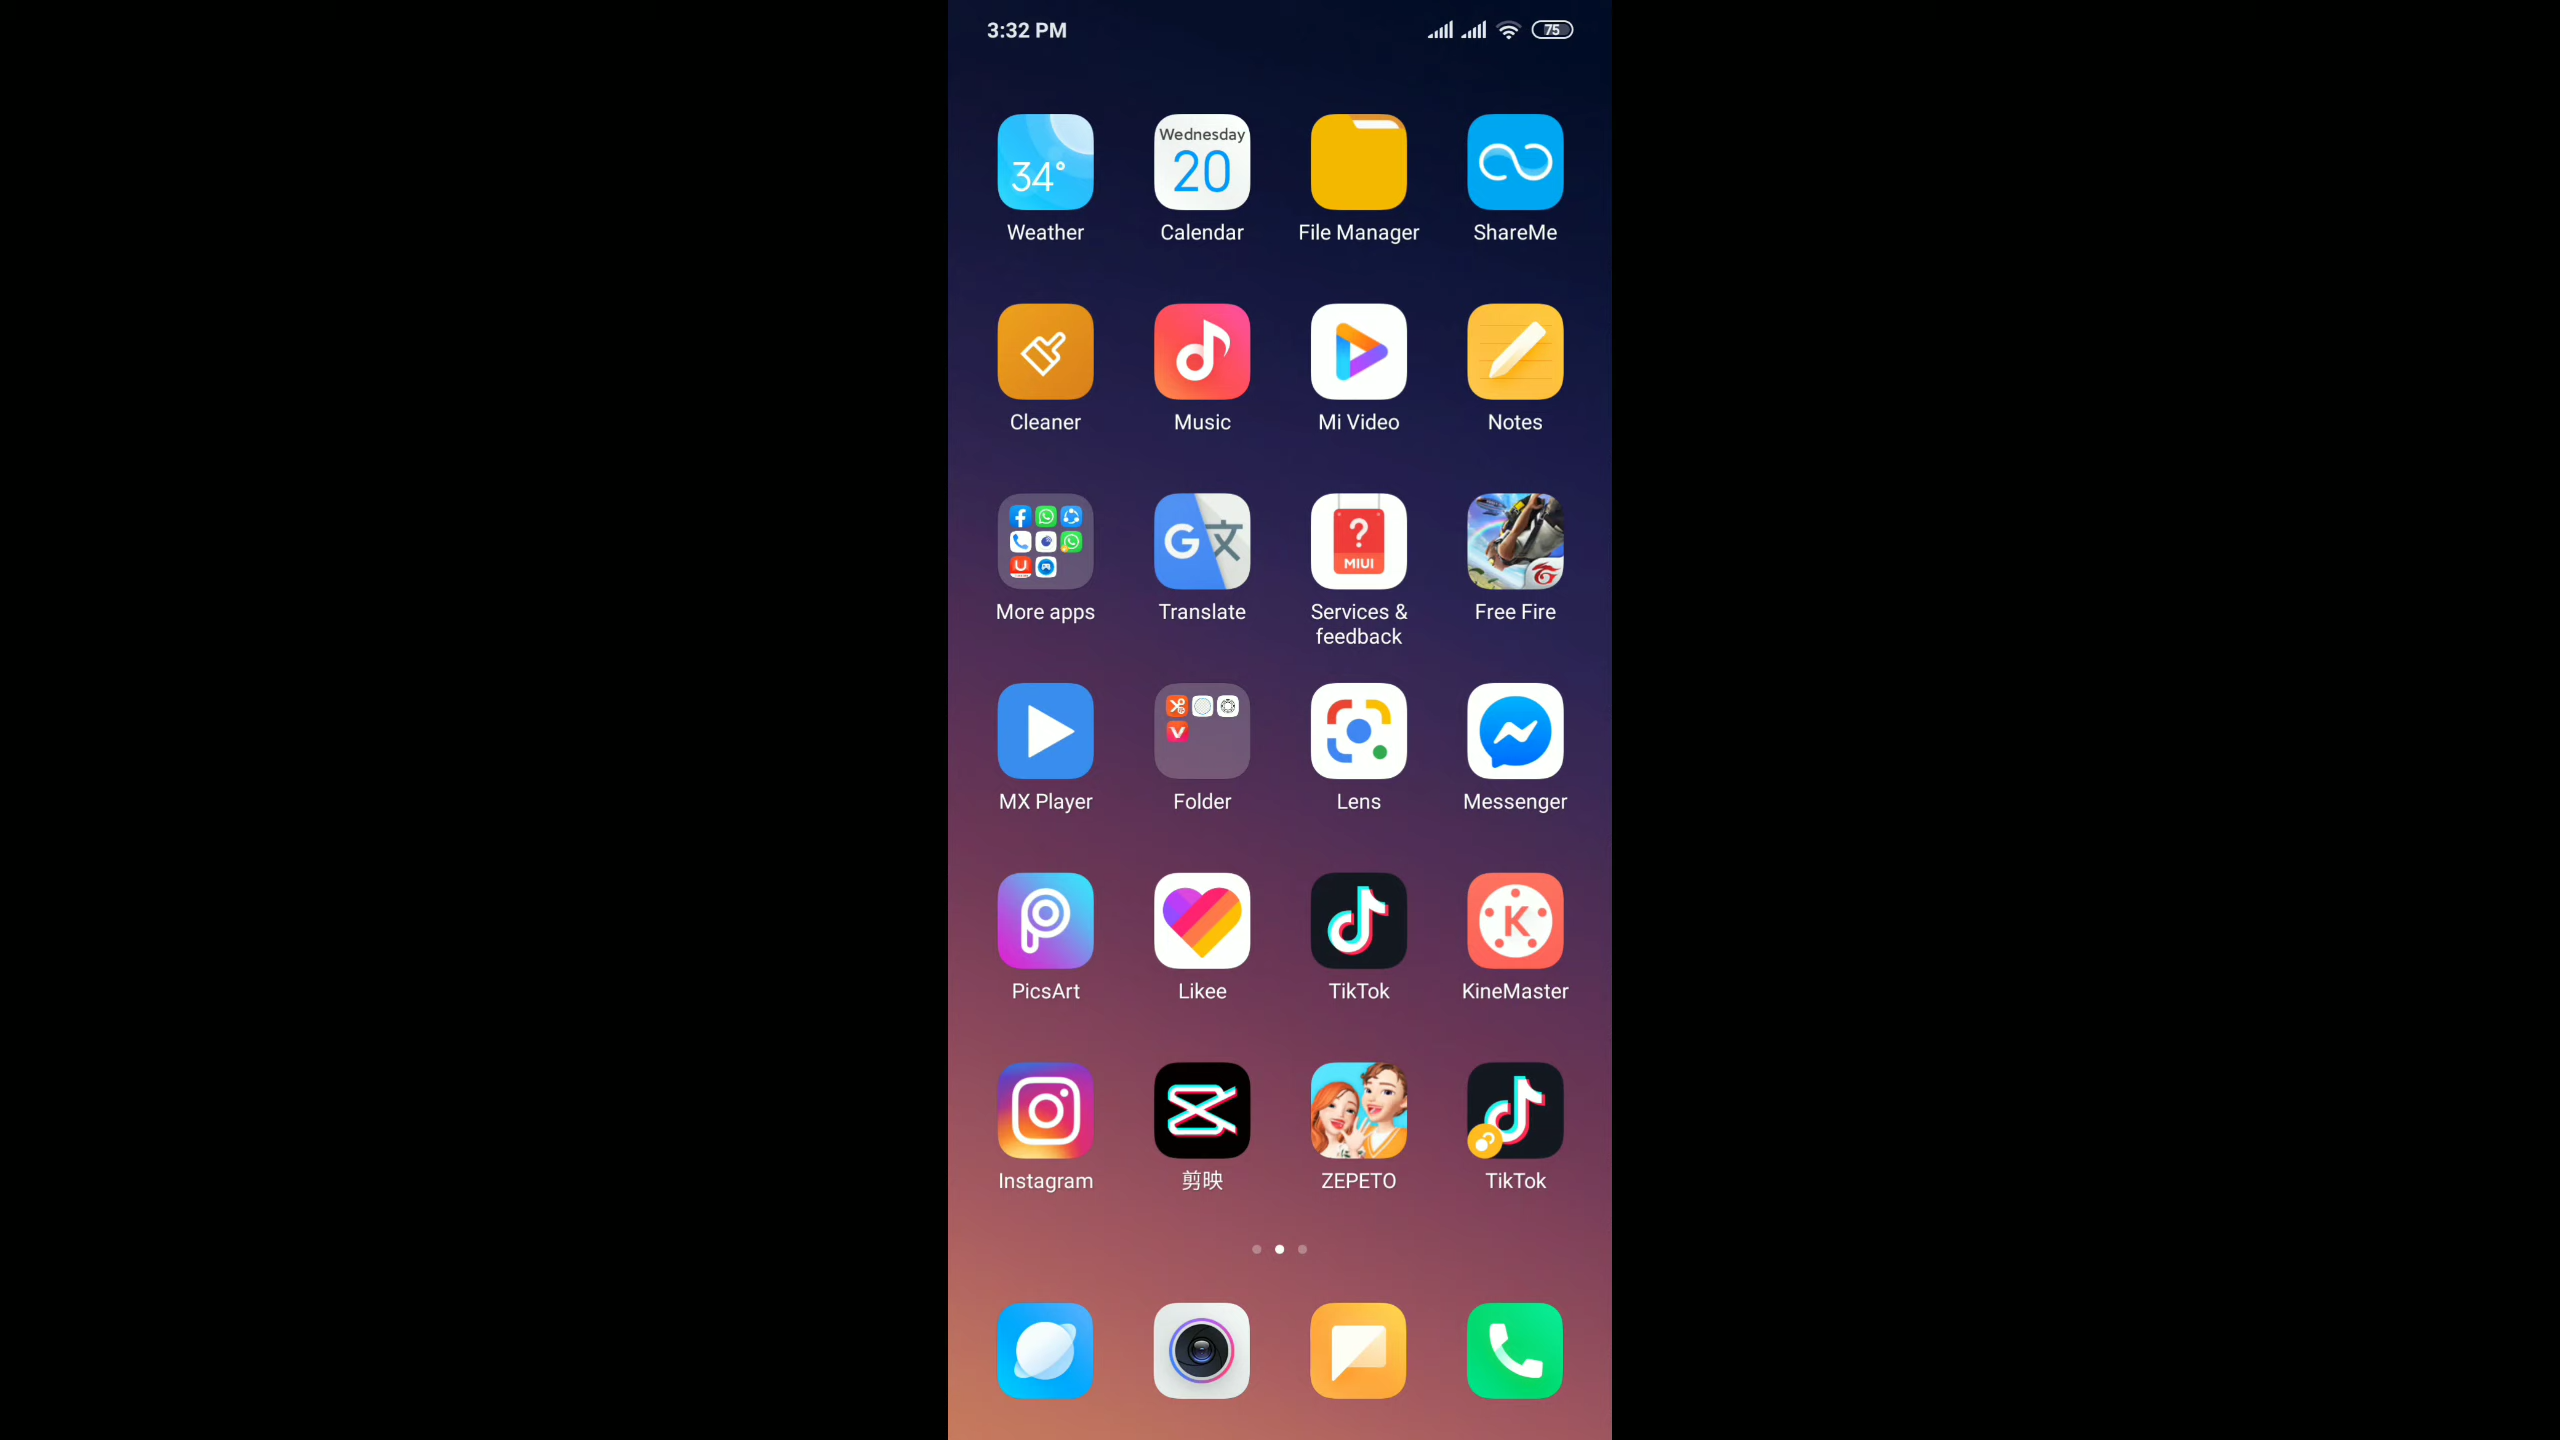 3:32 PM 75
Wednesday
34° 20
Weather Calendar File Manager ShareMe
Cleaner Music Mi Video Notes
G 文 ? MIUI
More apps Translate Services & Free Fire
feedback
MX Player Folder Lens Messenger
K
PicsArt Likee TikTok KineMaster
Instagram 剪映 ZEPETO TikTok